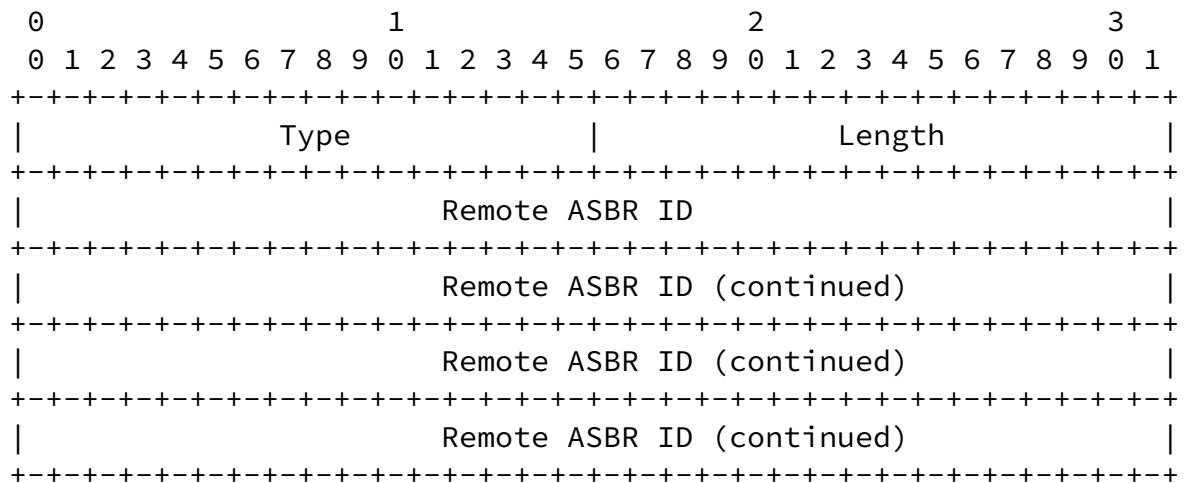 0                   1                   2                   3
 0 1 2 3 4 5 6 7 8 9 0 1 2 3 4 5 6 7 8 9 0 1 2 3 4 5 6 7 8 9 0 1
+-+-+-+-+-+-+-+-+-+-+-+-+-+-+-+-+-+-+-+-+-+-+-+-+-+-+-+-+-+-+-+-+
|              Type             |             Length            |
+-+-+-+-+-+-+-+-+-+-+-+-+-+-+-+-+-+-+-+-+-+-+-+-+-+-+-+-+-+-+-+-+
|                       Remote ASBR ID                          |
+-+-+-+-+-+-+-+-+-+-+-+-+-+-+-+-+-+-+-+-+-+-+-+-+-+-+-+-+-+-+-+-+
|                       Remote ASBR ID (continued)              |
+-+-+-+-+-+-+-+-+-+-+-+-+-+-+-+-+-+-+-+-+-+-+-+-+-+-+-+-+-+-+-+-+
|                       Remote ASBR ID (continued)              |
+-+-+-+-+-+-+-+-+-+-+-+-+-+-+-+-+-+-+-+-+-+-+-+-+-+-+-+-+-+-+-+-+
|                       Remote ASBR ID (continued)              |
+-+-+-+-+-+-+-+-+-+-+-+-+-+-+-+-+-+-+-+-+-+-+-+-+-+-+-+-+-+-+-+-+